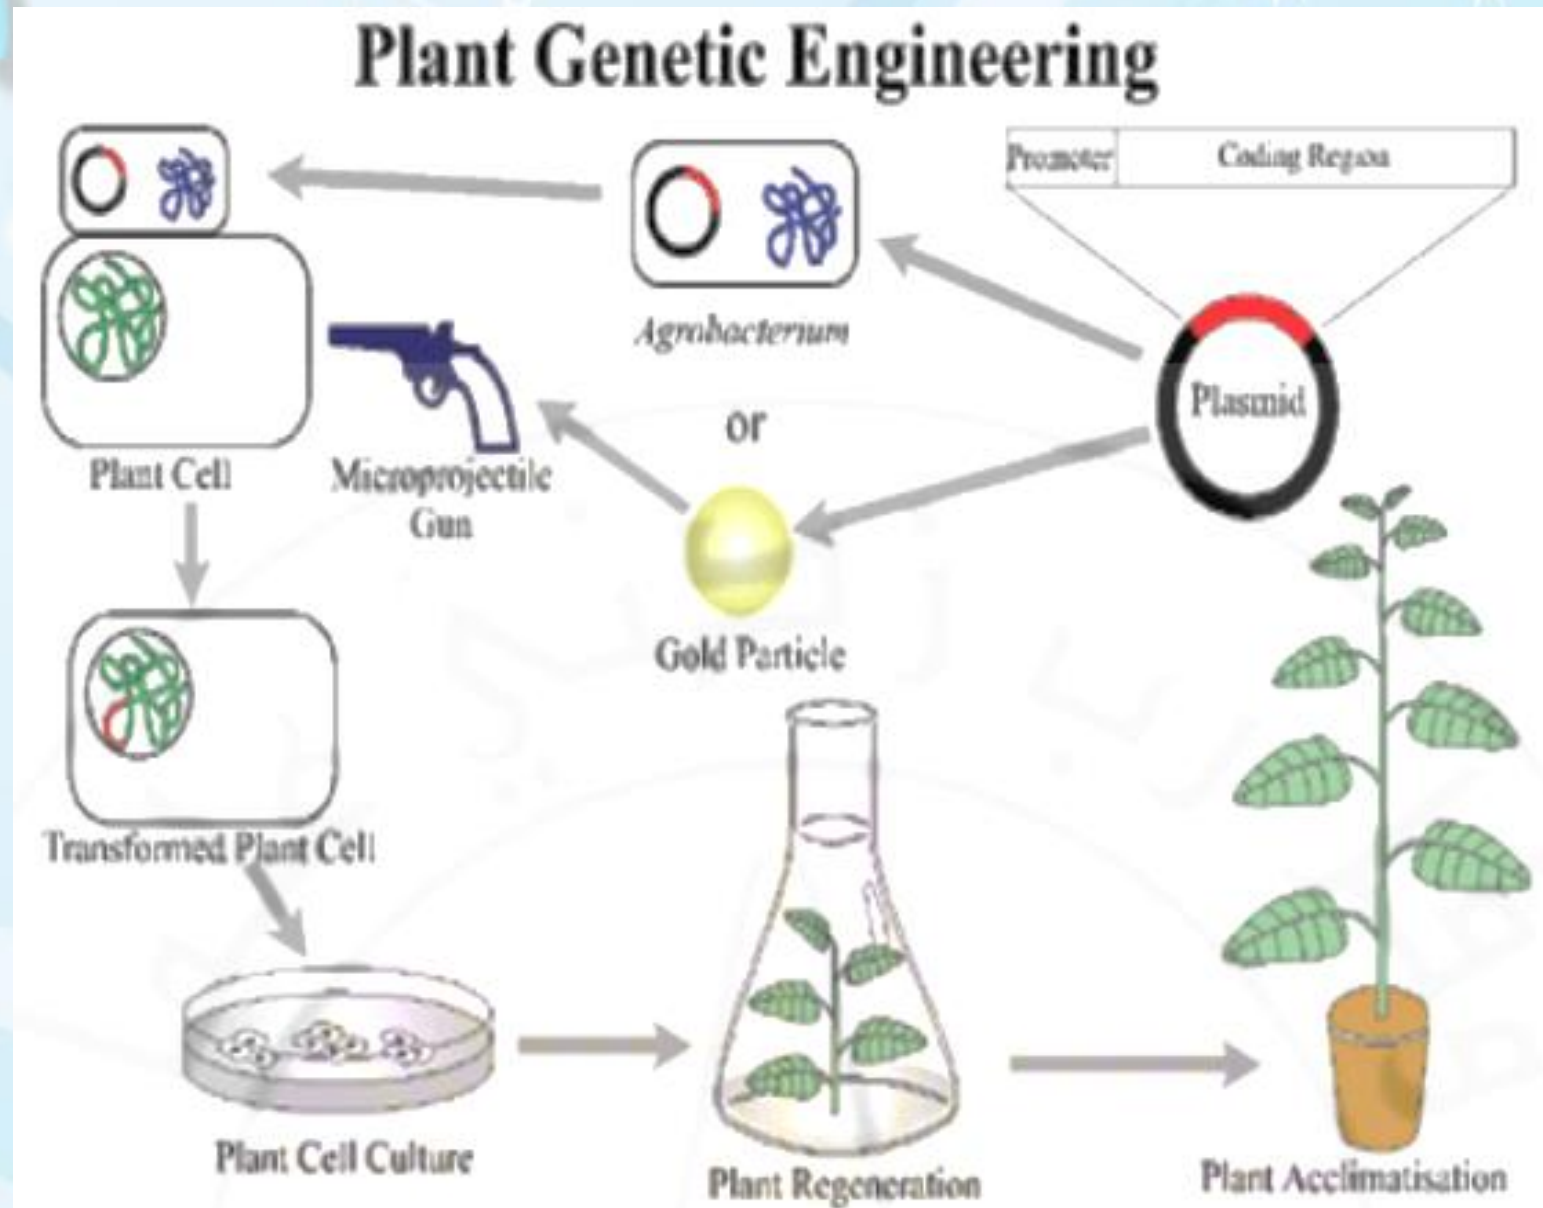 Plant Genetic Engineering
Promoter
Coding Region
Agrobacterium
Plasmid
or
Plant Cell
Microprojectile
Gun
Gold Particle
Transformed Plant Cell
Plant Cell Culture
Plant Regeneration
Plant Acclimatisation